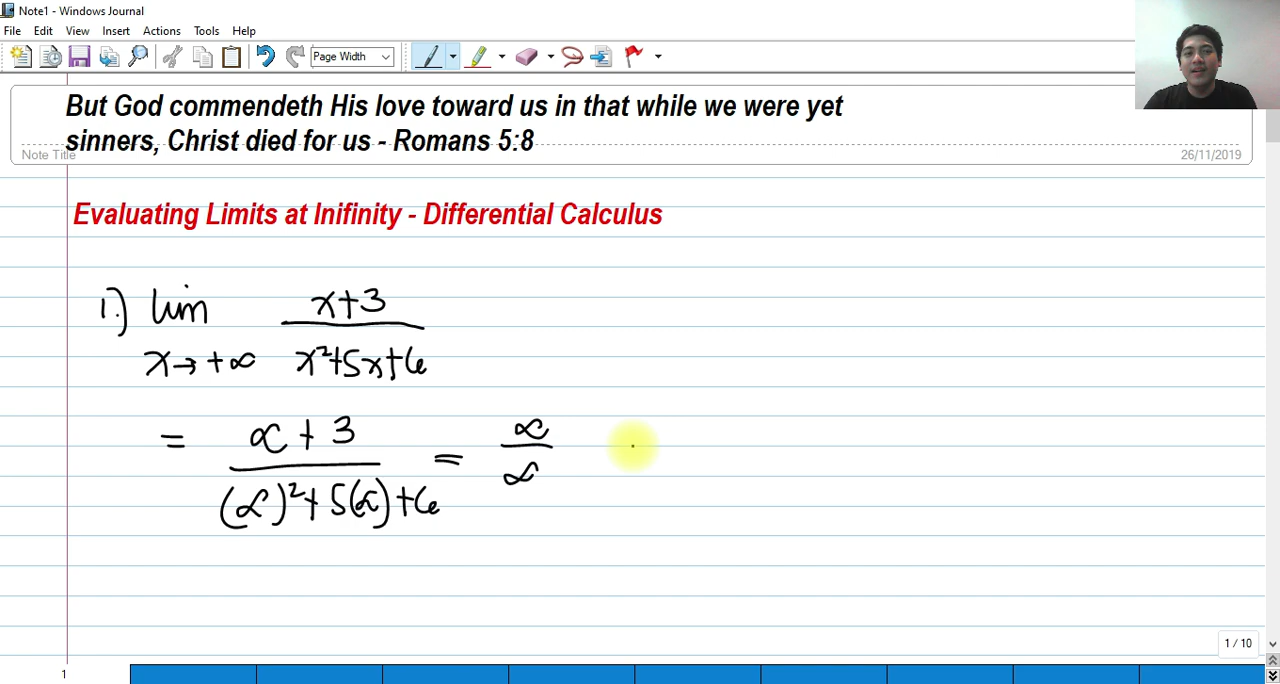 Note1 - Windows Journal
File Edit View Insert Actions Tools Help
Page Width
But God commendeth His love toward us in that while we were yet
sinners, Christ died for us - Romans 5:8
Note Title
26/11/2019
Evaluating Limits at Inifinity - Differential Calculus
1.) lim x+3
x→+∞ x²+5x+6
= ∞ + 3 = ∞
(∞)²+ 5(∞)+6 ∞
1 / 10
1